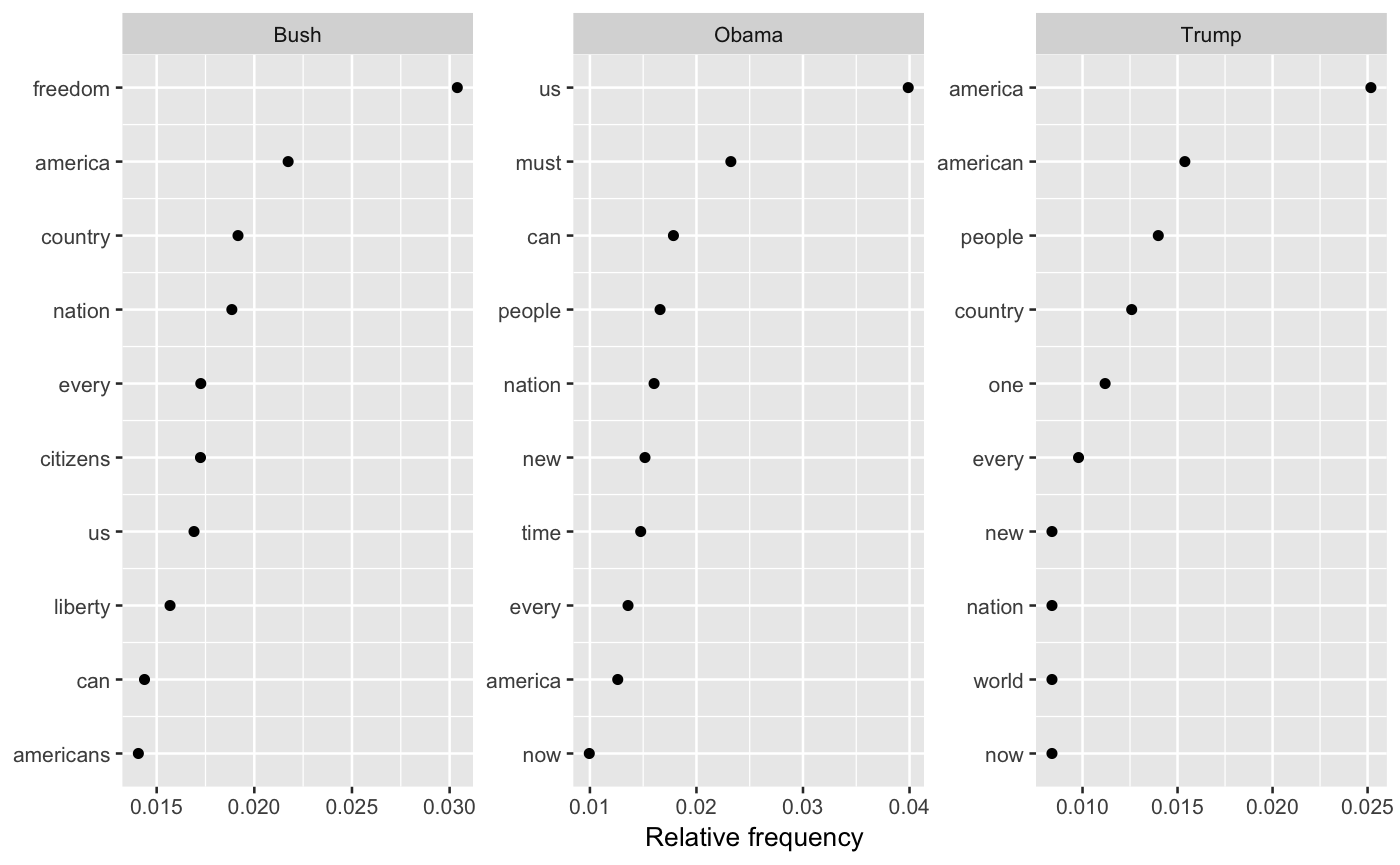 Bush
freedom
america
country
nation
every
citizens
us
liberty
can
americans
0.015 0.020 0.025 0.030
Obama
us
must
can
people
nation
new
time
every
america
now
0.01 0.02 0.03 0.04
Trump
america
american
people
country
one
every
new
nation
world
now
0.010 0.015 0.020 0.025
Relative frequency